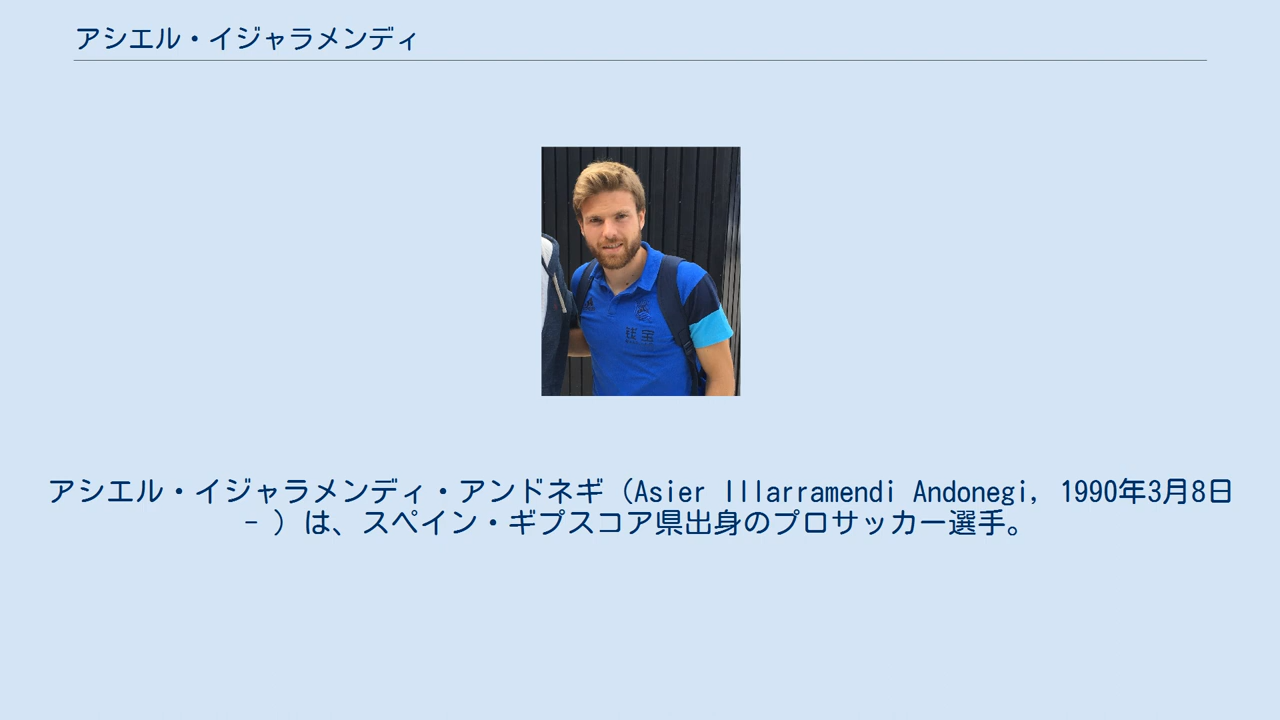 アシエル・イジャラメンディ
アシエル・イジャラメンディ・アンドネギ（Asier Illarramendi Andonegi, 1990年3月8日
- ）は、スペイン・ギプスコア県出身のプロサッカー選手。